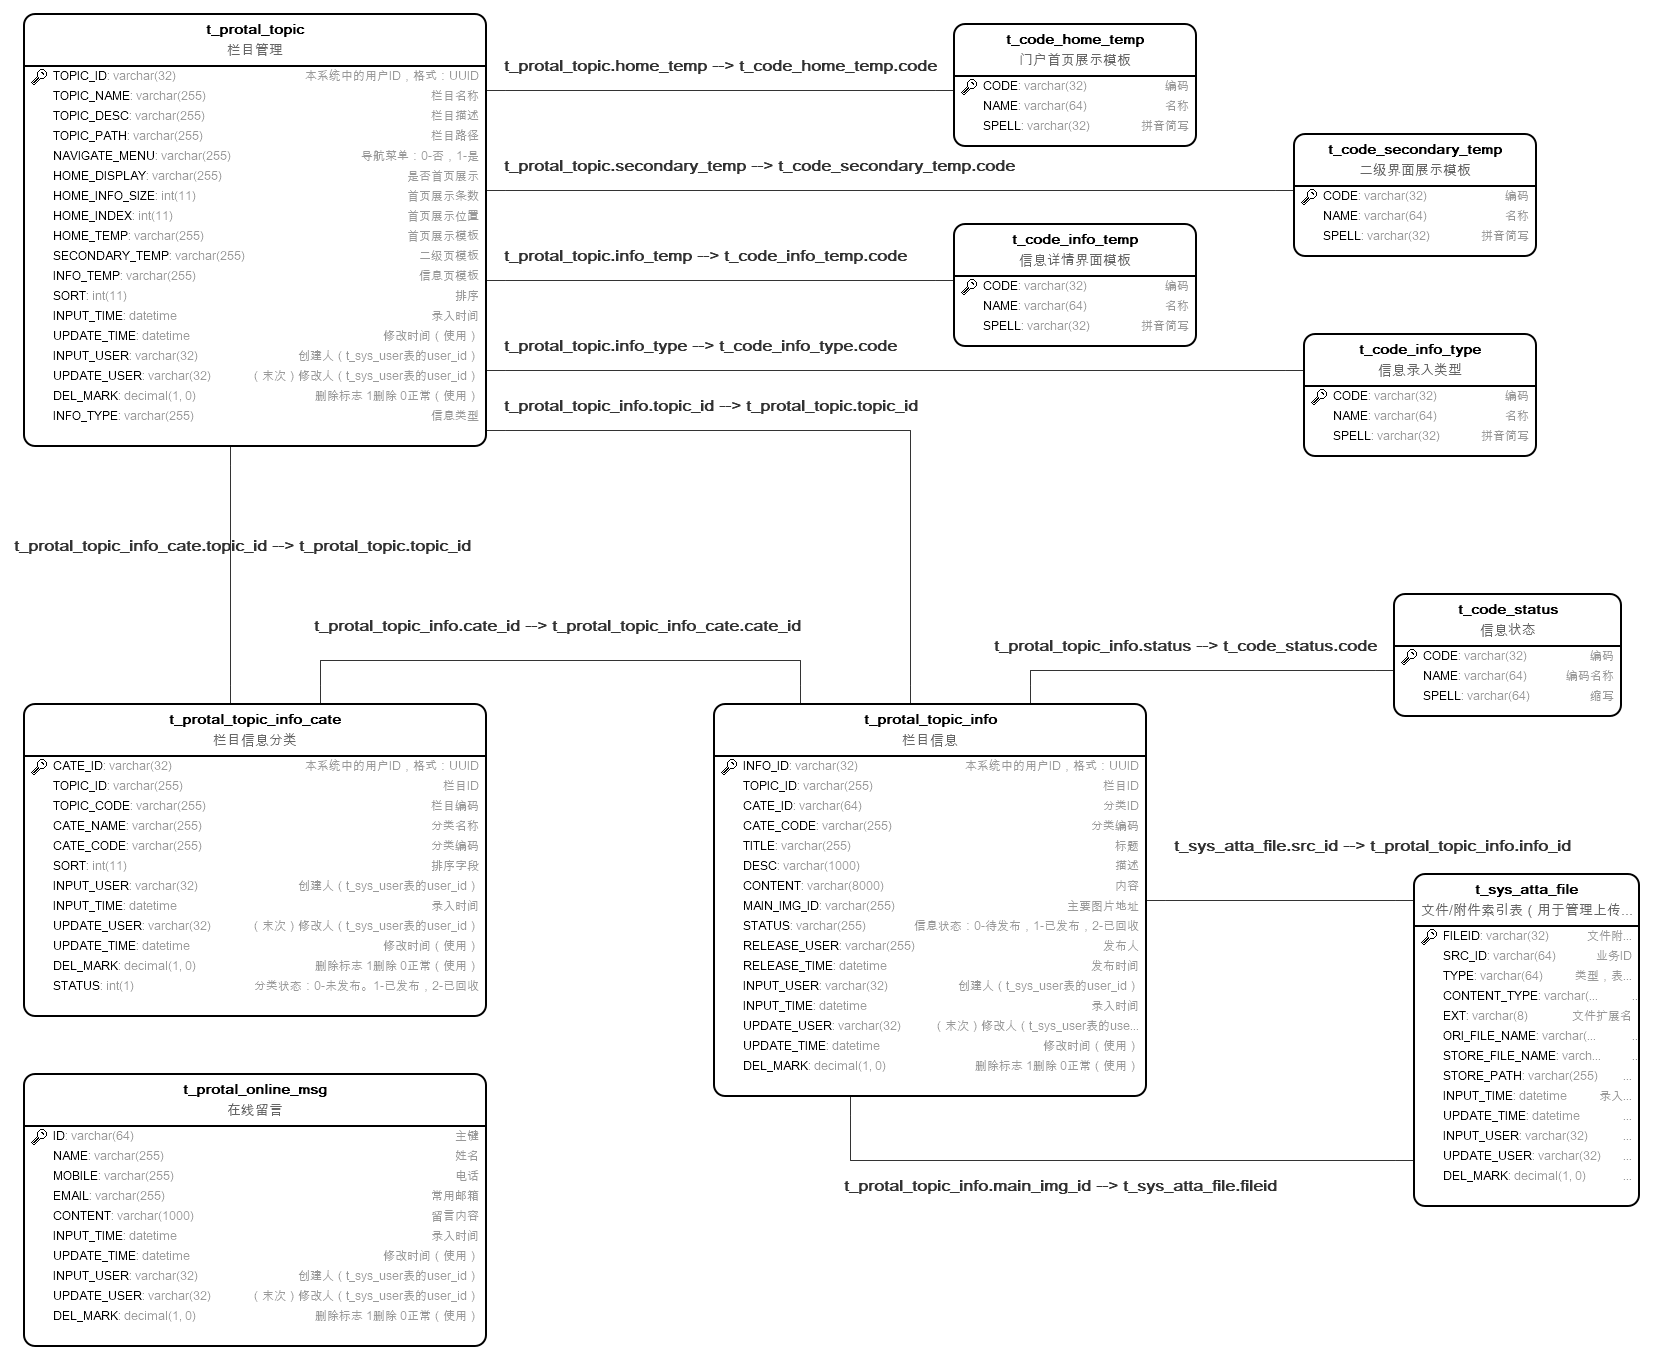 t_protal_topic
栏目管理
TOPIC_ID: varchar(32) 本系统中的用户ID，格式：UUID
TOPIC_NAME: varchar(255) 栏目名称
TOPIC_DESC: varchar(255) 栏目描述
TOPIC_PATH: varchar(255) 栏目路径
NAVIGATE_MENU: varchar(255) 导航菜单：0-否，1-是
HOME_DISPLAY: varchar(255) 是否首页展示
HOME_INFO_SIZE: int(11) 首页展示条数
HOME_INDEX: int(11) 首页展示位置
HOME_TEMP: varchar(255) 首页展示模板
SECONDARY_TEMP: varchar(255) 二级页模板
INFO_TEMP: varchar(255) 信息页模板
SORT: int(11) 排序
INPUT_TIME: datetime 录入时间
UPDATE_TIME: datetime 修改时间（使用）
INPUT_USER: varchar(32) 创建人（t_sys_user表的user_id）
UPDATE_USER: varchar(32) （末次）修改人（t_sys_user表的user_id）
DEL_MARK: decimal(1, 0) 删除标志 1删除 0正常（使用）
INFO_TYPE: varchar(255) 信息类型
t_protal_topic.home_temp --> t_code_home_temp.code
t_code_home_temp
门户首页展示模板
CODE: varchar(32) 编码
NAME: varchar(64) 名称
SPELL: varchar(32) 拼音简写
t_protal_topic.secondary_temp --> t_code_secondary_temp.code
t_code_secondary_temp
二级界面展示模板
CODE: varchar(32) 编码
NAME: varchar(64) 名称
SPELL: varchar(32) 拼音简写
t_protal_topic.info_temp --> t_code_info_temp.code
t_code_info_temp
信息详情界面模板
CODE: varchar(32) 编码
NAME: varchar(64) 名称
SPELL: varchar(32) 拼音简写
t_protal_topic.info_type --> t_code_info_type.code
t_code_info_type
信息录入类型
CODE: varchar(32) 编码
NAME: varchar(64) 名称
SPELL: varchar(32) 拼音简写
t_protal_topic_info.topic_id --> t_protal_topic.topic_id
t_protal_topic_info_cate.topic_id --> t_protal_topic.topic_id
t_protal_topic_info.cate_id --> t_protal_topic_info_cate.cate_id
t_protal_topic_info.status --> t_code_status.code
t_code_status
信息状态
CODE: varchar(32) 编码
NAME: varchar(64) 编码名称
SPELL: varchar(64) 缩写
t_protal_topic_info_cate
栏目信息分类
CATE_ID: varchar(32) 本系统中的用户ID，格式：UUID
TOPIC_ID: varchar(255) 栏目ID
TOPIC_CODE: varchar(255) 栏目编码
CATE_NAME: varchar(255) 分类名称
CATE_CODE: varchar(255) 分类编码
SORT: int(11) 排序字段
INPUT_USER: varchar(32) 创建人（t_sys_user表的user_id）
INPUT_TIME: datetime 录入时间
UPDATE_USER: varchar(32) （末次）修改人（t_sys_user表的user_id）
UPDATE_TIME: datetime 修改时间（使用）
DEL_MARK: decimal(1, 0) 删除标志 1删除 0正常（使用）
STATUS: int(1) 分类状态：0-未发布。1-已发布，2-已回收
t_protal_topic_info
栏目信息
INFO_ID: varchar(32) 本系统中的用户ID，格式：UUID
TOPIC_ID: varchar(255) 栏目ID
CATE_ID: varchar(64) 分类ID
CATE_CODE: varchar(255) 分类编码
TITLE: varchar(255) 标题
DESC: varchar(1000) 描述
CONTENT: varchar(8000) 内容
MAIN_IMG_ID: varchar(255) 主要图片地址
STATUS: varchar(255) 信息状态：0-待发布，1-已发布，2-已回收
RELEASE_USER: varchar(255) 发布人
RELEASE_TIME: datetime 发布时间
INPUT_USER: varchar(32) 创建人（t_sys_user表的user_id）
INPUT_TIME: datetime 录入时间
UPDATE_USER: varchar(32) （末次）修改人（t_sys_user表的use...
UPDATE_TIME: datetime 修改时间（使用）
DEL_MARK: decimal(1, 0) 删除标志 1删除 0正常（使用）
t_sys_atta_file.src_id --> t_protal_topic_info.info_id
t_sys_atta_file
文件/附件索引表（用于管理上传...
FILEID: varchar(32) 文件附...
SRC_ID: varchar(64) 业务ID
TYPE: varchar(64) 类型，表...
CONTENT_TYPE: varchar(... ..
EXT: varchar(8) 文件扩展名
ORI_FILE_NAME: varchar(... ..
STORE_FILE_NAME: varch... ..
STORE_PATH: varchar(255) ...
INPUT_TIME: datetime 录入...
UPDATE_TIME: datetime ...
INPUT_USER: varchar(32) ...
UPDATE_USER: varchar(32) ...
DEL_MARK: decimal(1, 0) ...
t_protal_topic_info.main_img_id --> t_sys_atta_file.fileid
t_protal_online_msg
在线留言
ID: varchar(64) 主键
NAME: varchar(255) 姓名
MOBILE: varchar(255) 电话
EMAIL: varchar(255) 常用邮箱
CONTENT: varchar(1000) 留言内容
INPUT_TIME: datetime 录入时间
UPDATE_TIME: datetime 修改时间（使用）
INPUT_USER: varchar(32) 创建人（t_sys_user表的user_id）
UPDATE_USER: varchar(32) （末次）修改人（t_sys_user表的user_id）
DEL_MARK: decimal(1, 0) 删除标志 1删除 0正常（使用）